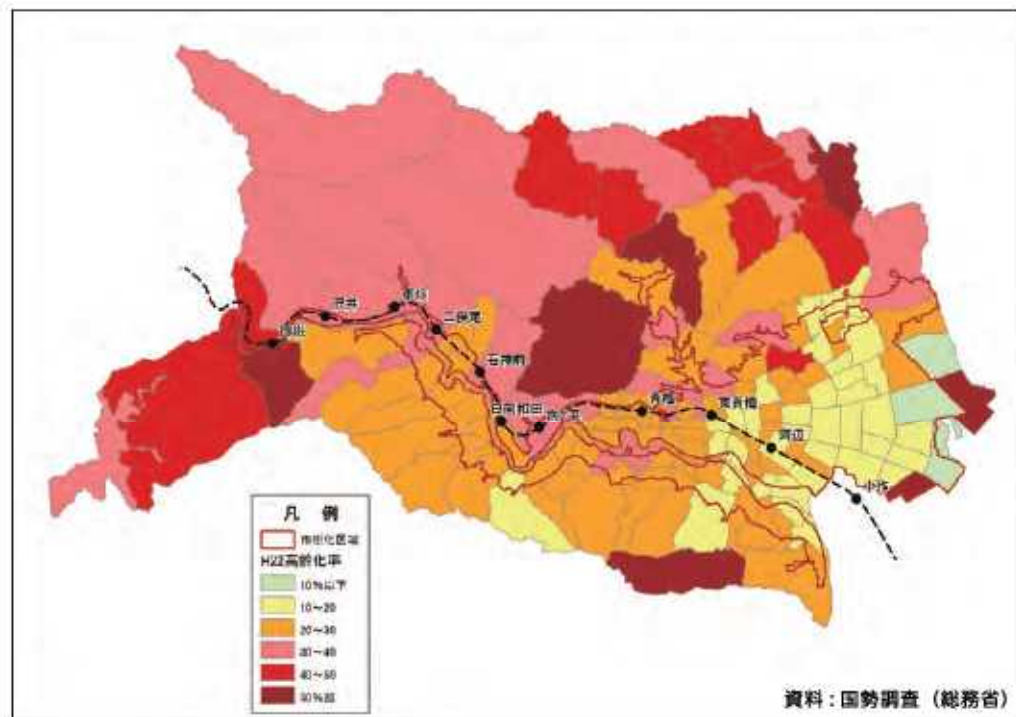 御嶽
沢井
軍畑
二俣尾
石神前
日向和田
宮ノ平
青梅
東青梅
河辺
小作
凡 例
市街化区域
H22高齢化率
10%以下
10~20
20~30
30~40
40~50
50%超
資料:国勢調査(総務省)